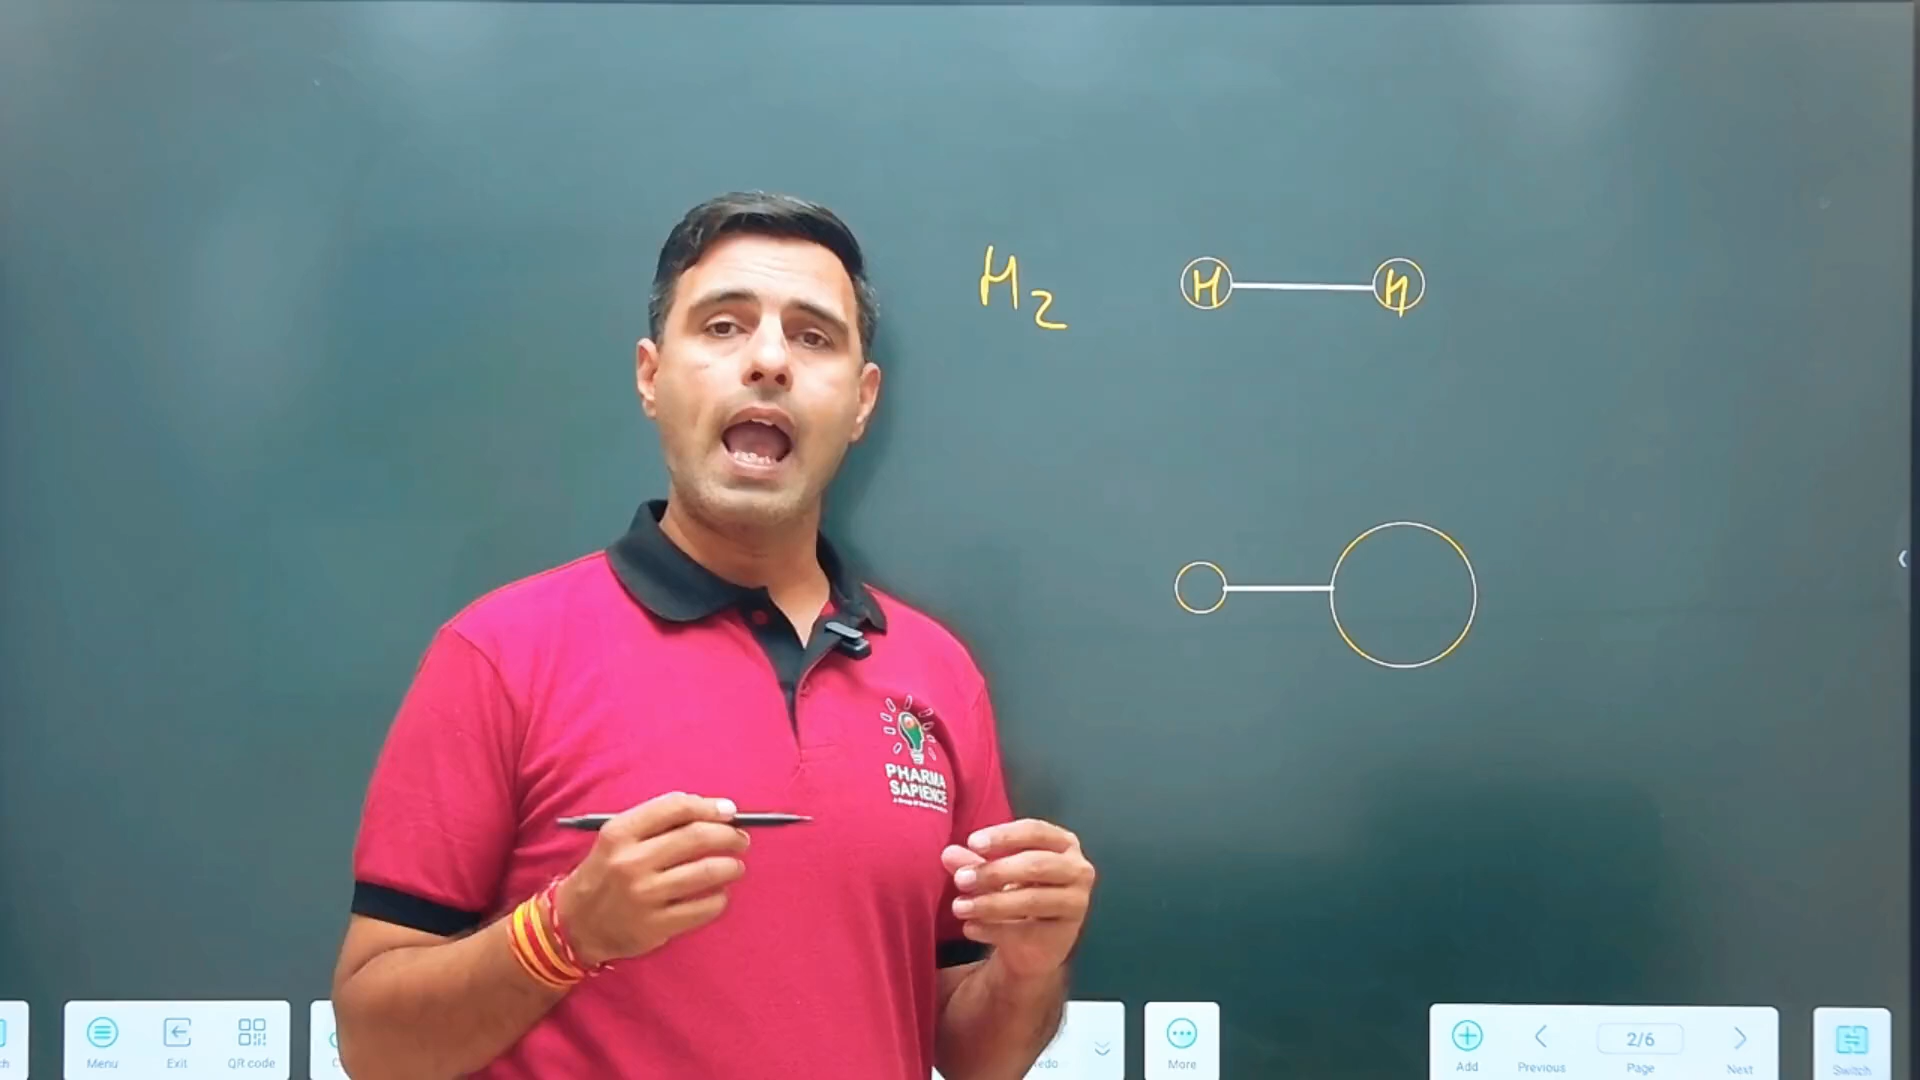 H2
H H
PHARMA
SAPIENCE
Menu
Exit
QR code
More
Add
Previous
2/6
Page
Next
Switch